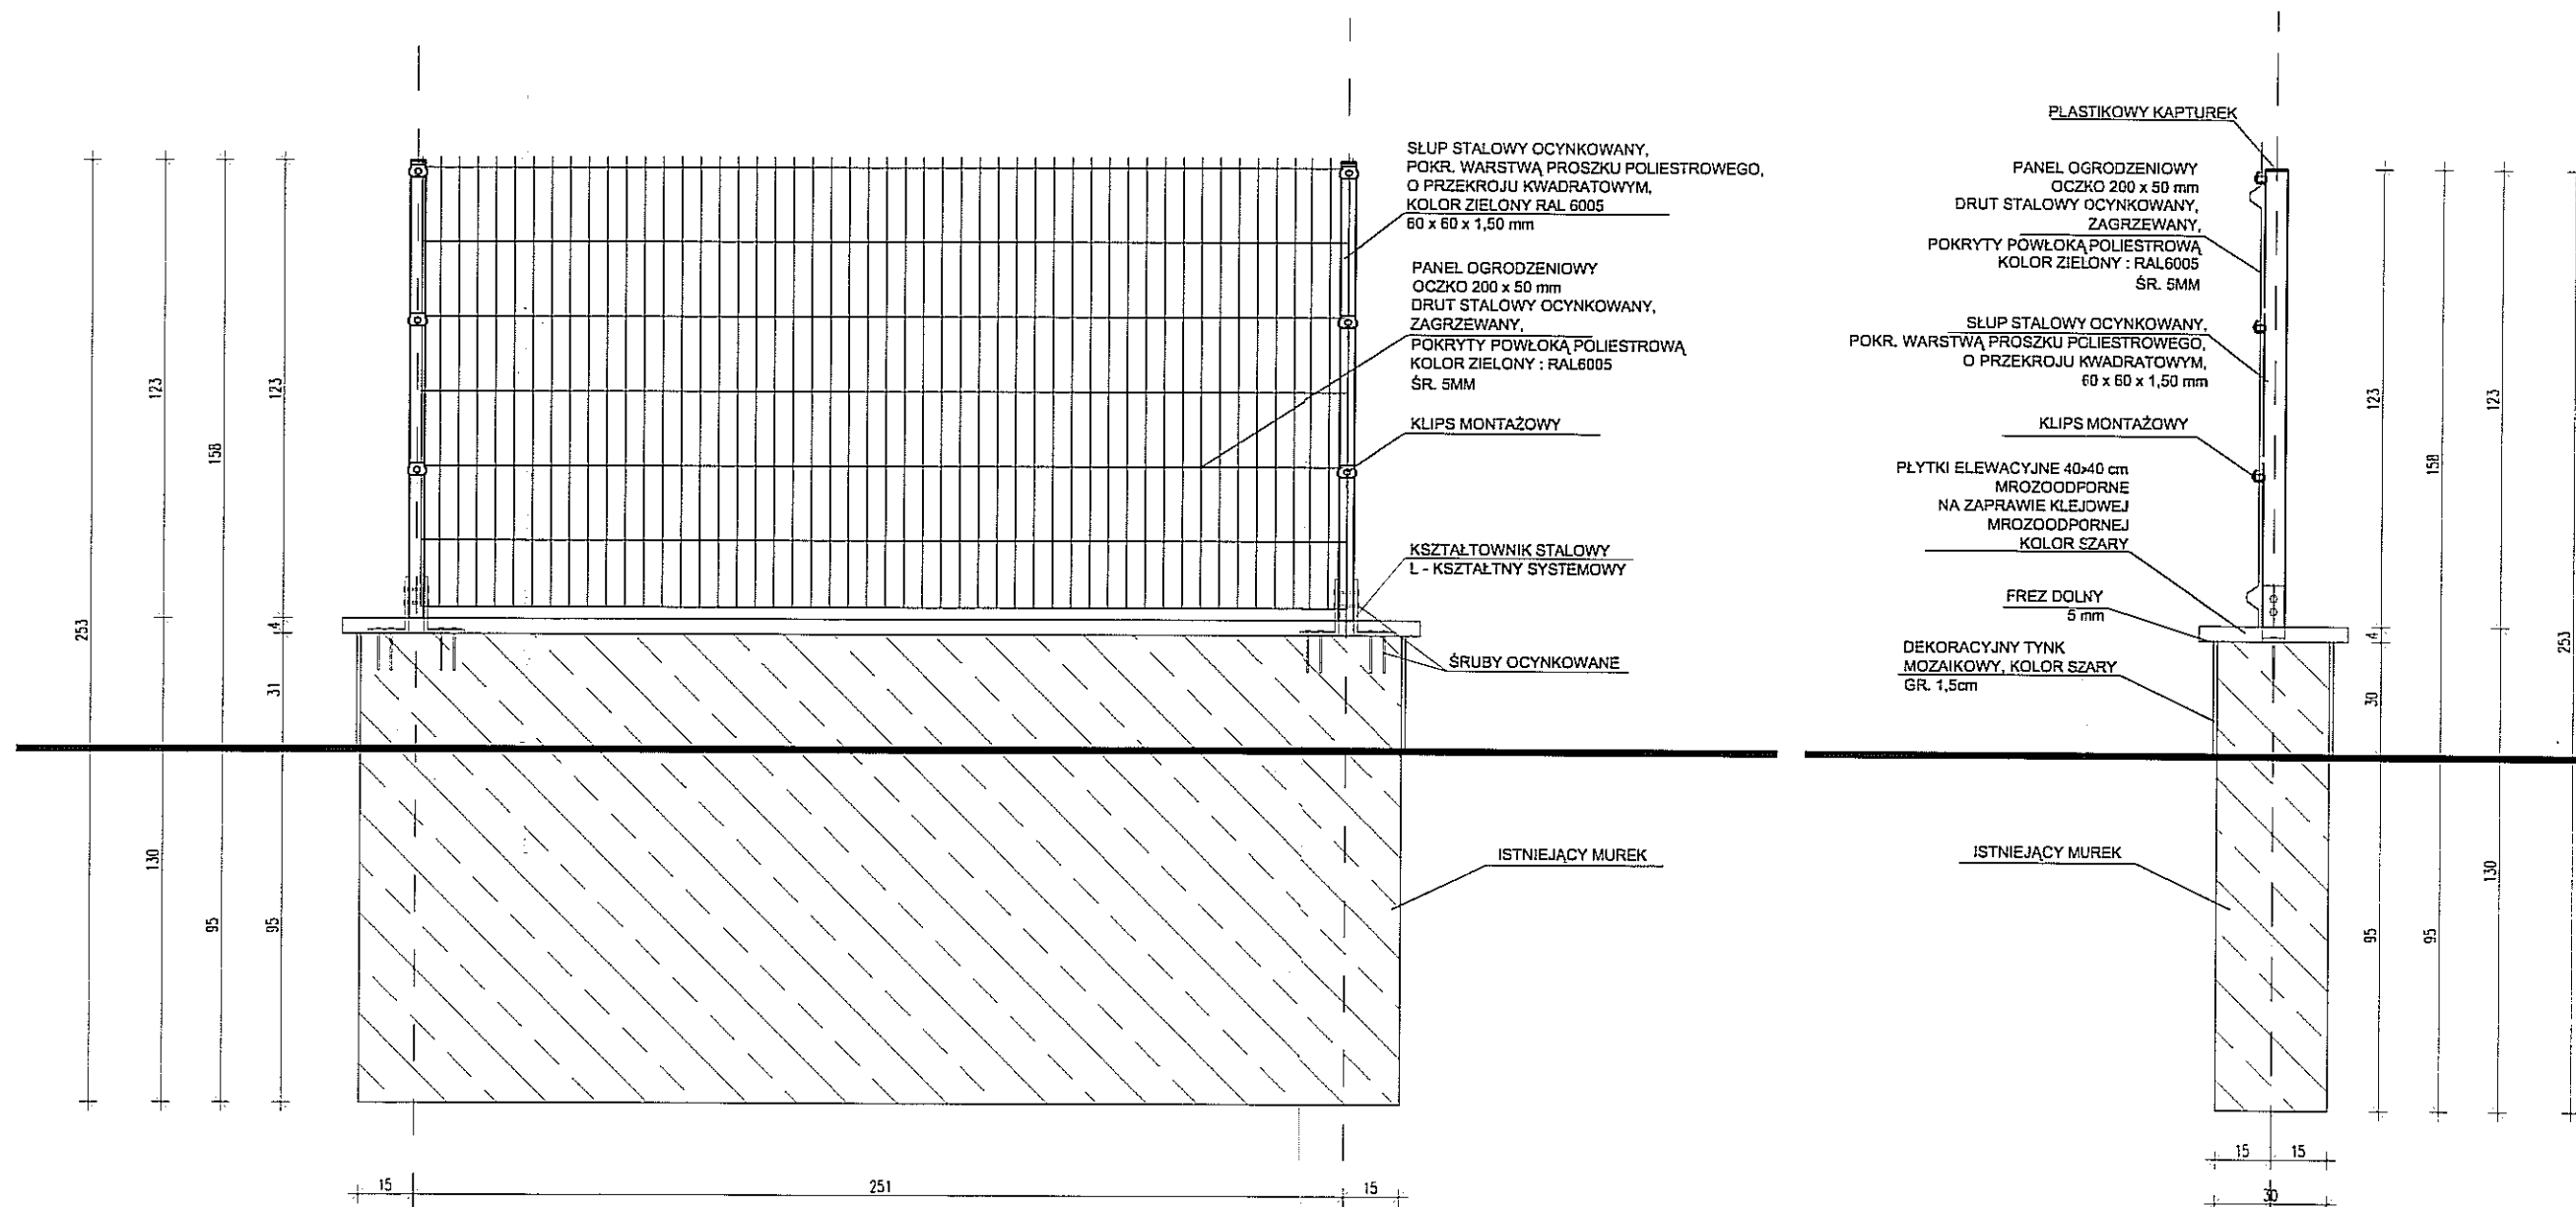 SŁUP STALOWY OCYNKOWANY,
POKR. WARSTWĄ PROSZKU POLIESTROWEGO,
O PRZEKROJU KWADRATOWYM,
KOLOR ZIELONY RAL 6005
60 x 60 x 1,50 mm
PANEL OGRODZENIOWY
OCZKO 200 x 50 mm
DRUT STALOWY OCYNKOWANY,
ZAGRZEWANY,
POKRYTY POWŁOKĄ POLIESTROWĄ
KOLOR ZIELONY : RAL6005
ŚR. 5MM
KLIPS MONTAŻOWY
KSZTAŁTOWNIK STALOWY
L - KSZTAŁTNY SYSTEMOWY
ŚRUBY OCYNKOWANE
ISTNIEJĄCY MUREK
253
123
130
158
95
123
4
31
95
15
251
15
PLASTIKOWY KAPTUREK
PANEL OGRODZENIOWY
OCZKO 200 x 50 mm
DRUT STALOWY OCYNKOWANY,
ZAGRZEWANY,
POKRYTY POWŁOKĄ POLIESTROWĄ
KOLOR ZIELONY : RAL6005
ŚR. 5MM
SŁUP STALOWY OCYNKOWANY,
POKR. WARSTWĄ PROSZKU POLIESTROWEGO,
O PRZEKROJU KWADRATOWYM,
60 x 60 x 1,50 mm
KLIPS MONTAŻOWY
PŁYTKI ELEWACYJNE 40x40 cm
MROZOODPORNE
NA ZAPRAWIE KLEJOWEJ
MROZOODPORNEJ
KOLOR SZARY
FREZ DOLNY
5 mm
DEKORACYJNY TYNK
MOZAIKOWY, KOLOR SZARY
GR. 1,5cm
ISTNIEJĄCY MUREK
123
4
30
95
158
95
123
130
253
15
15
30